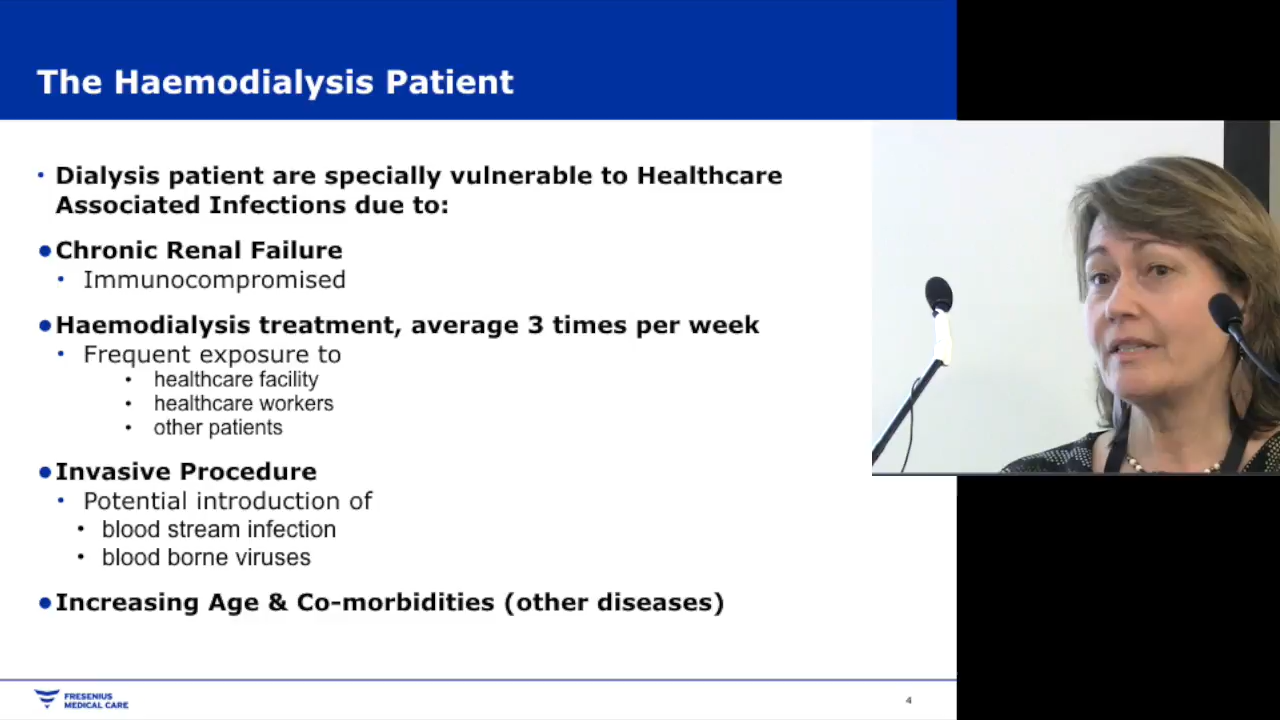 The Haemodialysis Patient
• Dialysis patient are specially vulnerable to Healthcare
Associated Infections due to:
• Chronic Renal Failure
• Immunocompromised
• Haemodialysis treatment, average 3 times per week
• Frequent exposure to
• healthcare facility
• healthcare workers
• other patients
• Invasive Procedure
• Potential introduction of
• blood stream infection
• blood borne viruses
• Increasing Age & Co-morbidities (other diseases)
FRESENIUS
MEDICAL CARE
4